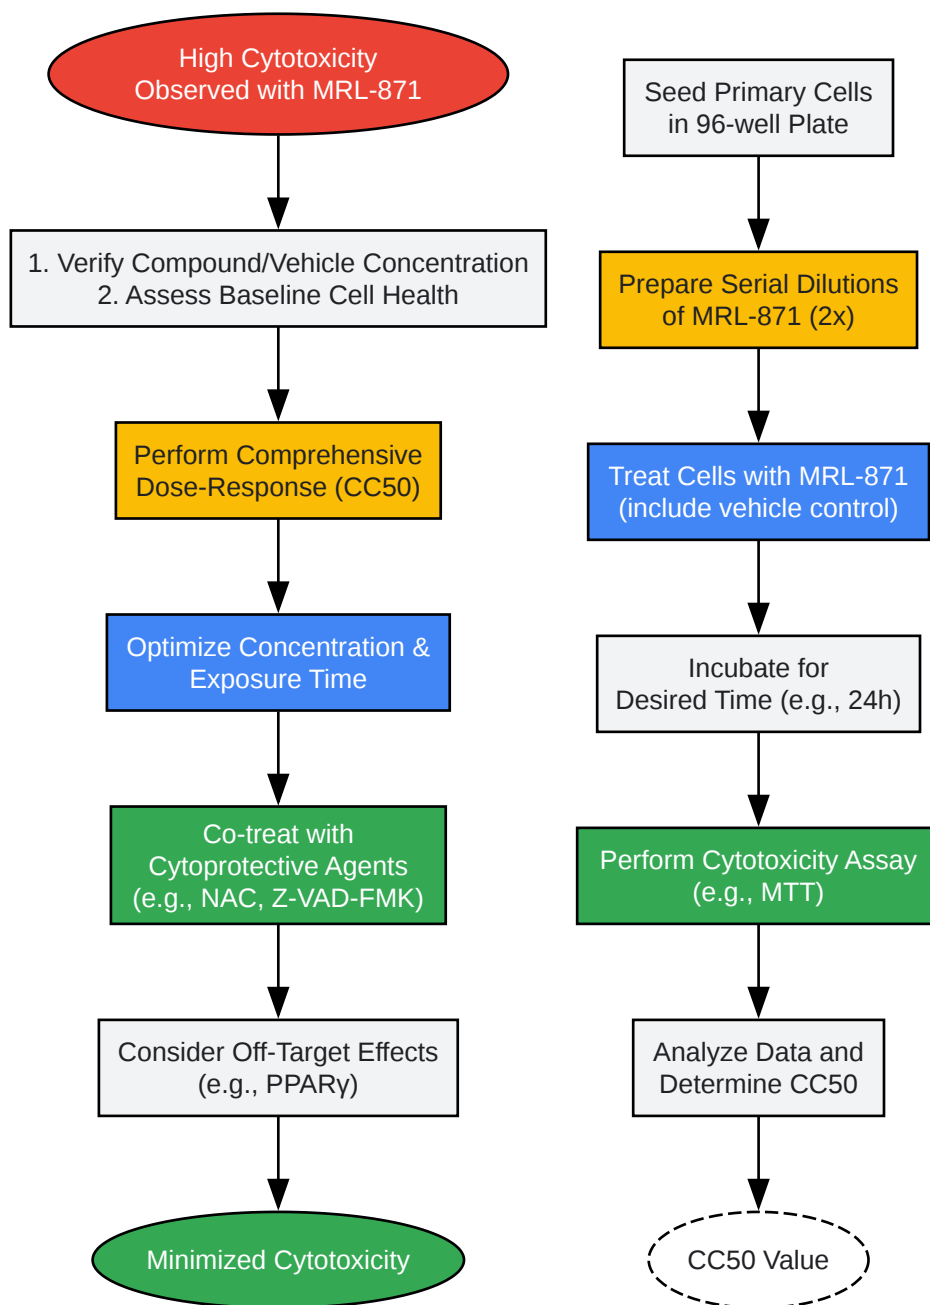 High Cytotoxicity
Observed with MRL-871
1. Verify Compound/Vehicle Concentration
2. Assess Baseline Cell Health
Perform Comprehensive
Dose-Response (CC50)
Optimize Concentration &
Exposure Time
Co-treat with
Cytoprotective Agents
(e.g., NAC, Z-VAD-FMK)
Consider Off-Target Effects
(e.g., PPARγ)
Minimized Cytotoxicity
Seed Primary Cells
in 96-well Plate
Prepare Serial Dilutions
of MRL-871 (2x)
Treat Cells with MRL-871
(include vehicle control)
Incubate for
Desired Time (e.g., 24h)
Perform Cytotoxicity Assay
(e.g., MTT)
Analyze Data and
Determine CC50
CC50 Value